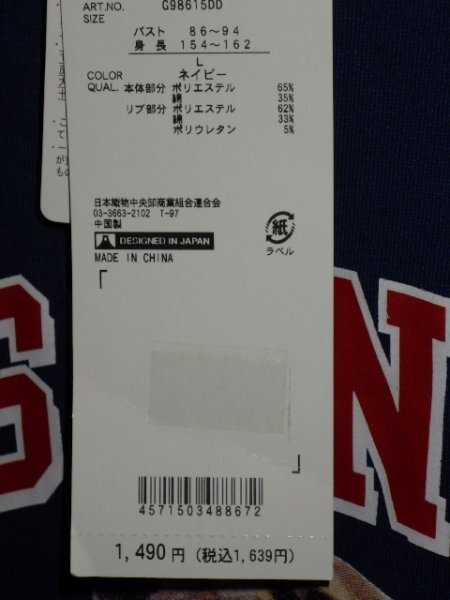 ART.NO. G98615DD
SIZE
バスト 86〜94
身長 154〜162
L
COLOR ネイビー
QUAL. 本体部分 ポリエステル 65%
綿 35%
リブ部分 ポリエステル 62%
綿 33%
ポリウレタン 5%
日本織物中央卸商業組合連合会
03-3663-2102 T-97
中国製
DESIGNED IN JAPAN
MADE IN CHINA
紙
ラベル
S N
4571503488672
1,490円(税込1,639円)